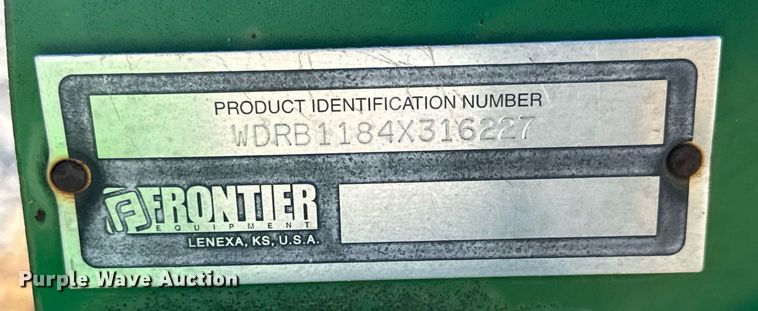 PRODUCT IDENTIFICATION NUMBER
WDRB1184X316227
F FRONTIER
EQUIPMENT
LENEXA, KS, U.S.A.
Purple Wave Auction